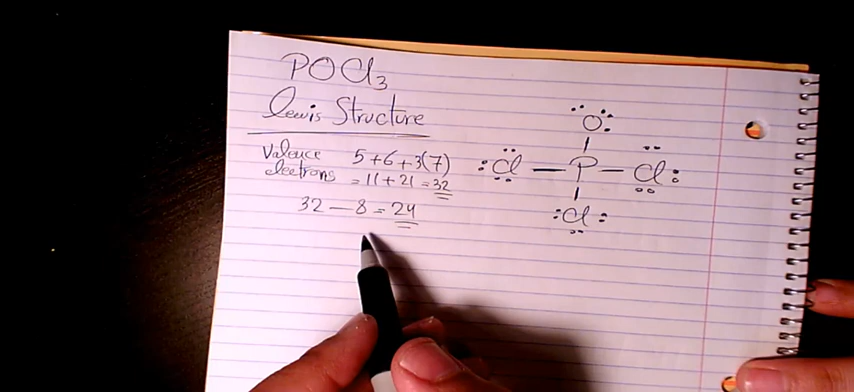 POCl₃
Lewis Structure
Valence 5+6+3(7)
electrons = 11+21=32
32 — 8 = 24
O
Cl — P — Cl
Cl